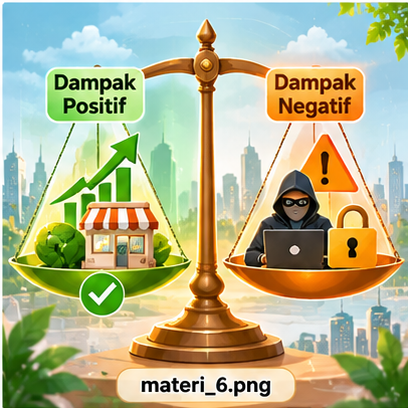 Dampak
Positif
Dampak
Negatif
materi_6.png